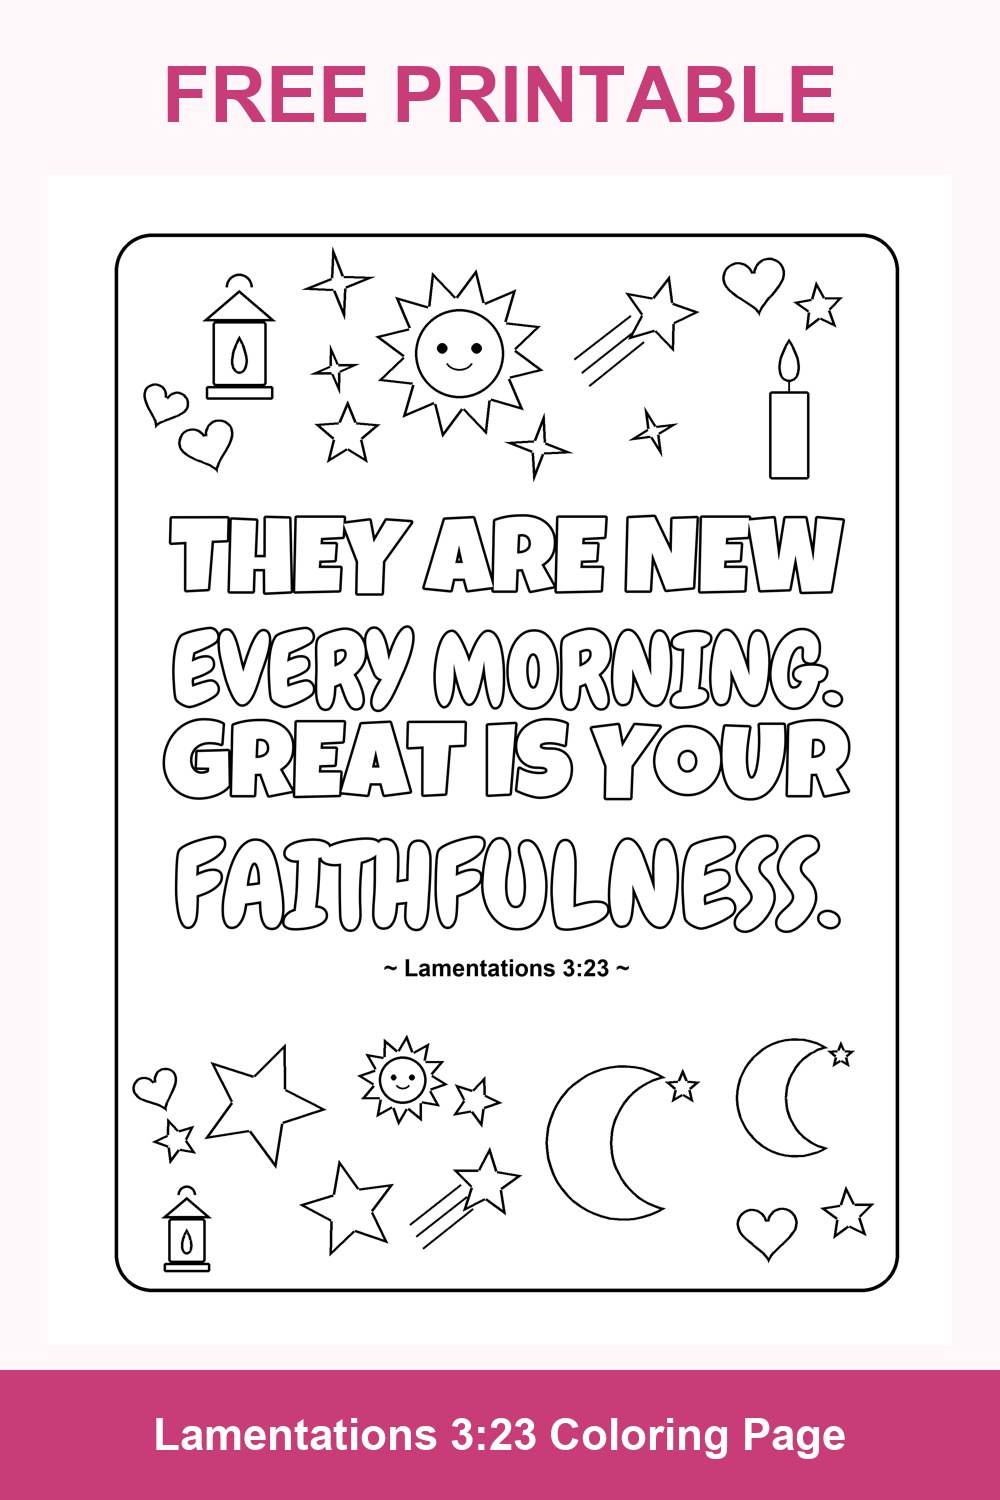 FREE PRINTABLE
THEY ARE NEW
EVERY MORNING.
GREAT IS YOUR
FAITHFULNESS.
~ Lamentations 3:23 ~
Lamentations 3:23 Coloring Page